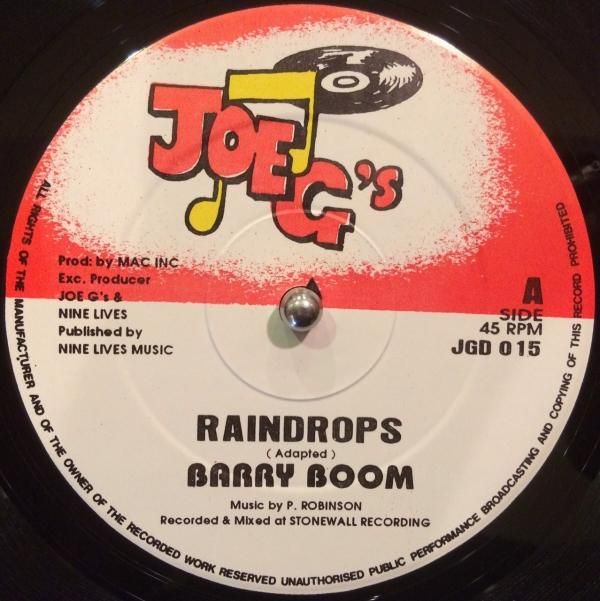 JOE G's
Prod: by MAC INC
Exc. Producer
JOE G's &
NINE LIVES
Published by
NINE LIVES MUSIC
A
SIDE
45 RPM
JGD 015
RAINDROPS
( Adapted )
BARRY BOOM
Music by P. ROBINSON
Recorded & Mixed at STONEWALL RECORDING
ALL RIGHTS OF THE MANUFACTURER AND OF THE OWNER OF THE RECORDED WORK RESERVED UNAUTHORISED PUBLIC PERFORMANCE BROADCASTING AND COPYING OF THIS RECORD PROHIBITED